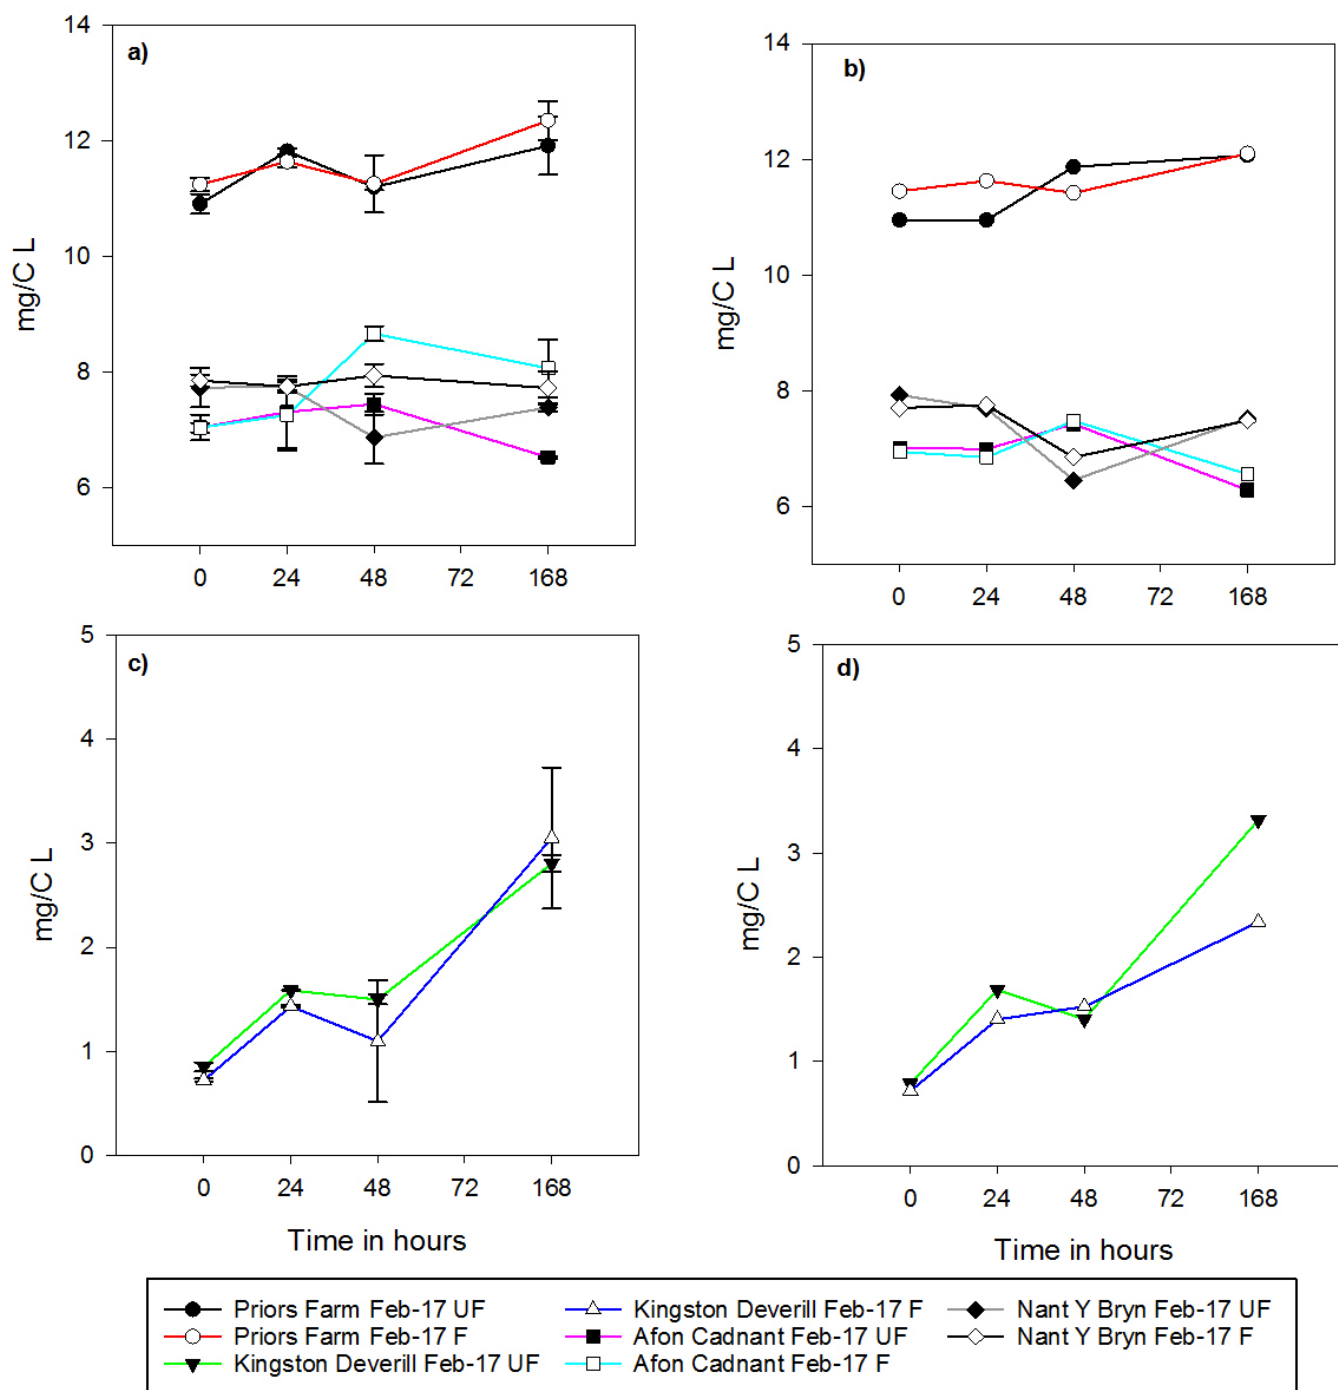 a)
14
12
10
8
6
mg/C L
0 24 48 72 168
b)
14
12
10
8
6
mg/C L
0 24 48 72 168
c)
5
4
3
2
1
0
mg/C L
0 24 48 72 168
Time in hours
d)
5
4
3
2
1
0
mg/C L
0 24 48 72 168
Time in hours
Priors Farm Feb-17 UF
Priors Farm Feb-17 F
Kingston Deverill Feb-17 UF
Kingston Deverill Feb-17 F
Afon Cadnant Feb-17 UF
Afon Cadnant Feb-17 F
Nant Y Bryn Feb-17 UF
Nant Y Bryn Feb-17 F